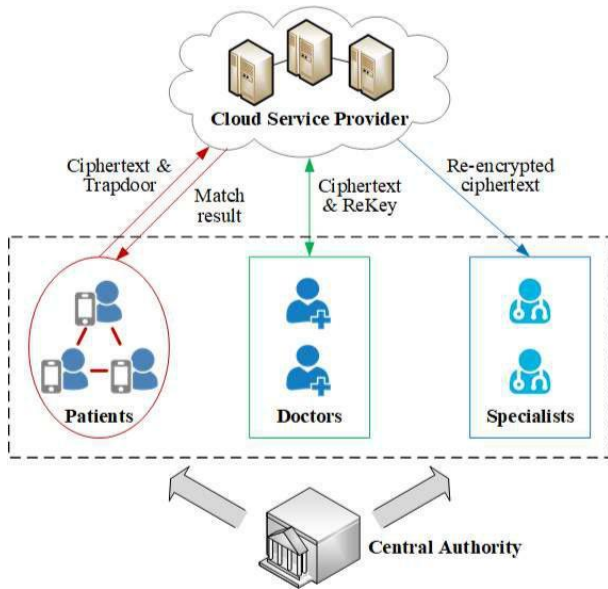 Cloud Service Provider
Ciphertext &
Trapdoor
Match
result
Ciphertext
& ReKey
Re-encrypted
ciphertext
Patients
Doctors
Specialists
Central Authority